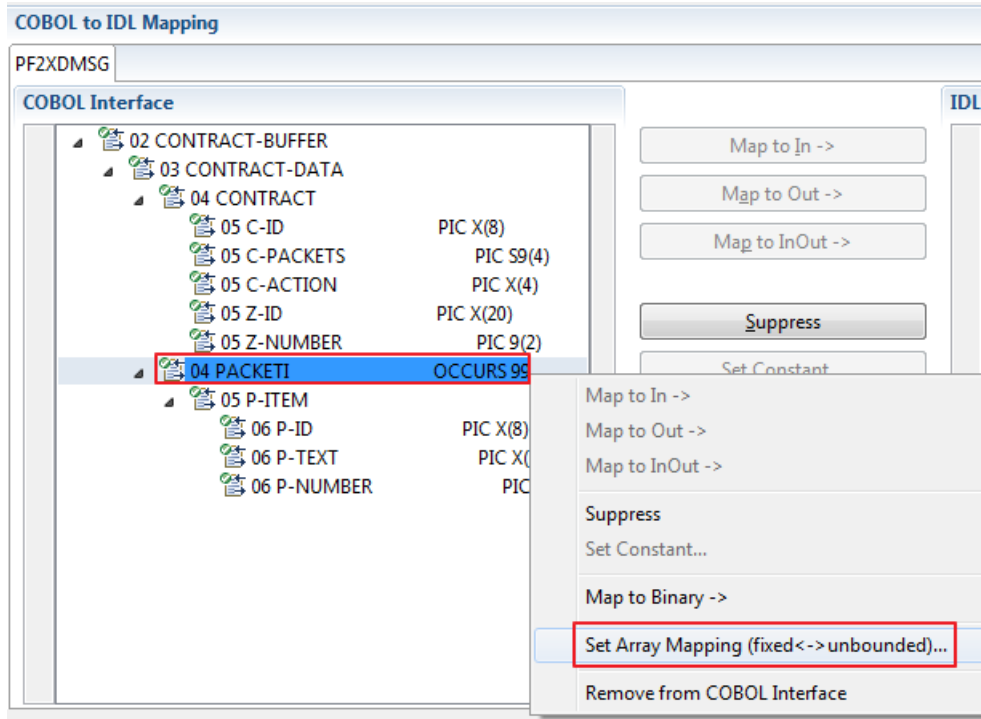 COBOL to IDL Mapping
PF2XDMSG
COBOL Interface
IDL
02 CONTRACT-BUFFER
03 CONTRACT-DATA
04 CONTRACT
05 C-ID PIC X(8)
05 C-PACKETS PIC S9(4)
05 C-ACTION PIC X(4)
05 Z-ID PIC X(20)
05 Z-NUMBER PIC 9(2)
04 PACKETI OCCURS 99
05 P-ITEM
06 P-ID PIC X(8)
06 P-TEXT PIC X(
06 P-NUMBER PIC
Map to In ->
Map to Out ->
Map to InOut ->
Suppress
Set Constant
Map to In ->
Map to Out ->
Map to InOut ->
Suppress
Set Constant...
Map to Binary ->
Set Array Mapping (fixed<->unbounded)...
Remove from COBOL Interface